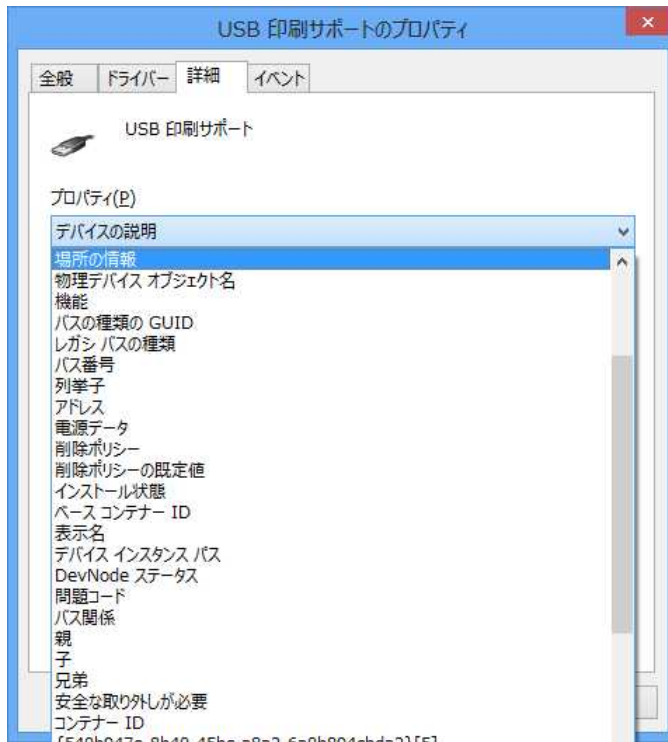 USB 印刷サポートのプロパティ
全般 ドライバー 詳細 イベント
USB 印刷サポート
プロパティ(P)
デバイスの説明
場所の情報
物理デバイス オブジェクト名
機能
バスの種類の GUID
レガシ バスの種類
バス番号
列挙子
アドレス
電源データ
削除ポリシー
削除ポリシーの既定値
インストール状態
ベース コンテナー ID
表示名
デバイス インスタンス パス
DevNode ステータス
問題コード
バス関係
親
子
兄弟
安全な取り外しが必要
コンテナー ID